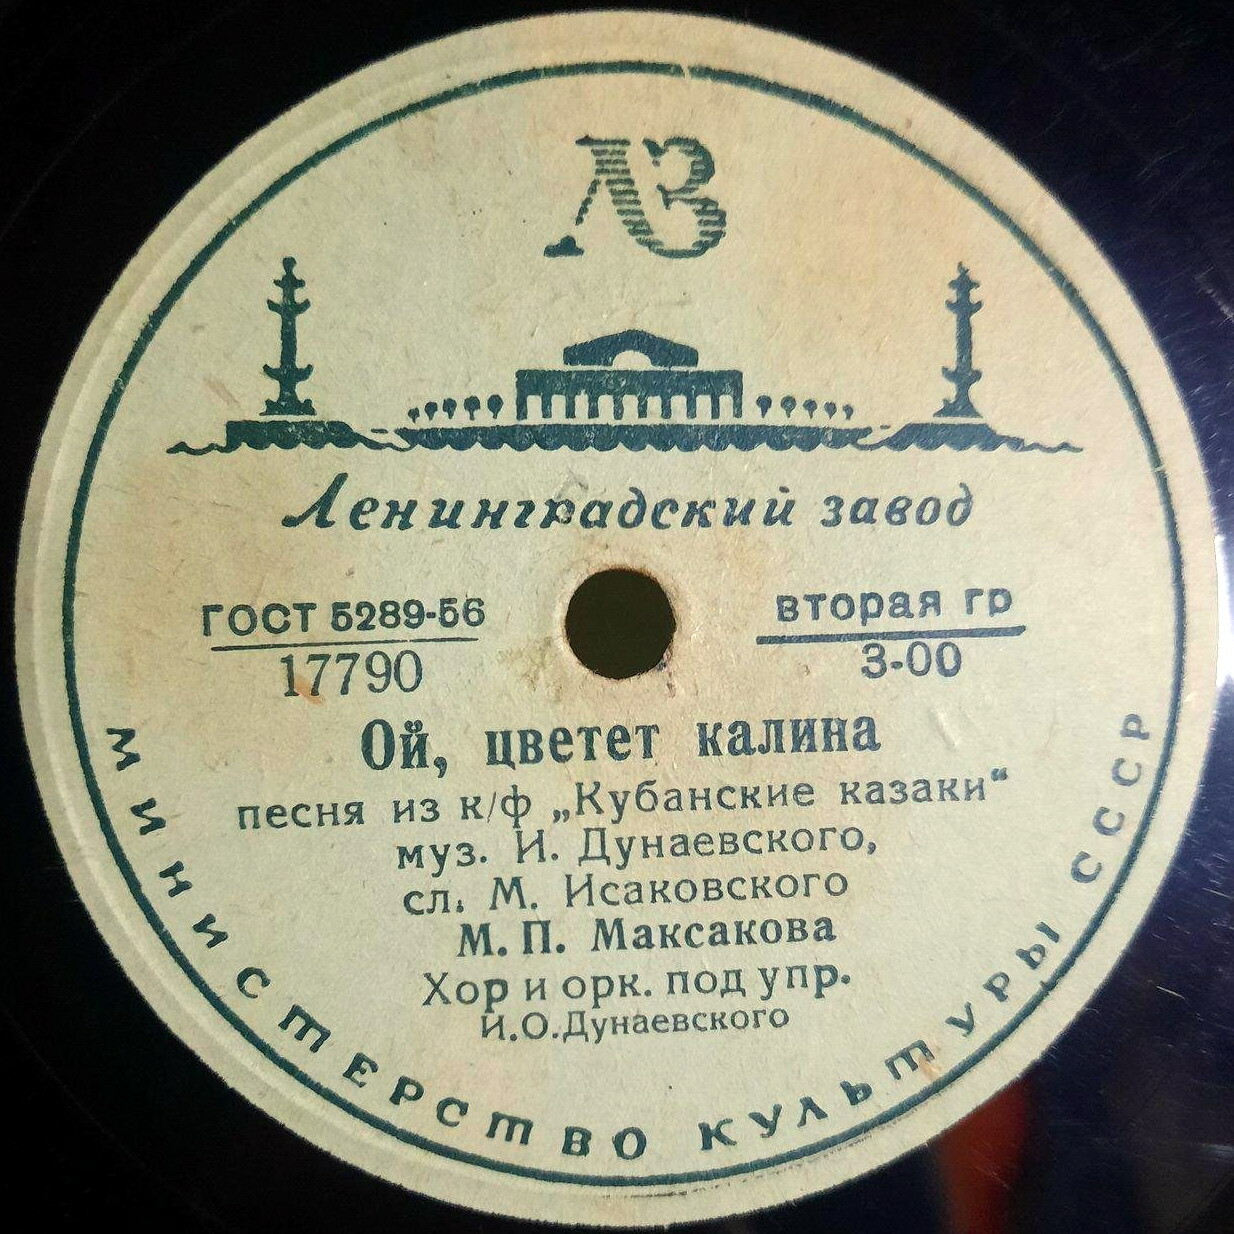 ЛЗ
Ленинградский завод
ГОСТ 5289-56
вторая гр
17790
3-00
Ой, цветет калина
песня из к/ф „Кубанские казаки“
муз. И. Дунаевского,
сл. М. Исаковского
М. П. Максакова
Хор и орк. под упр.
И.О.Дунаевского
МИНИСТЕРСТВО КУЛЬТУРЫ СССР